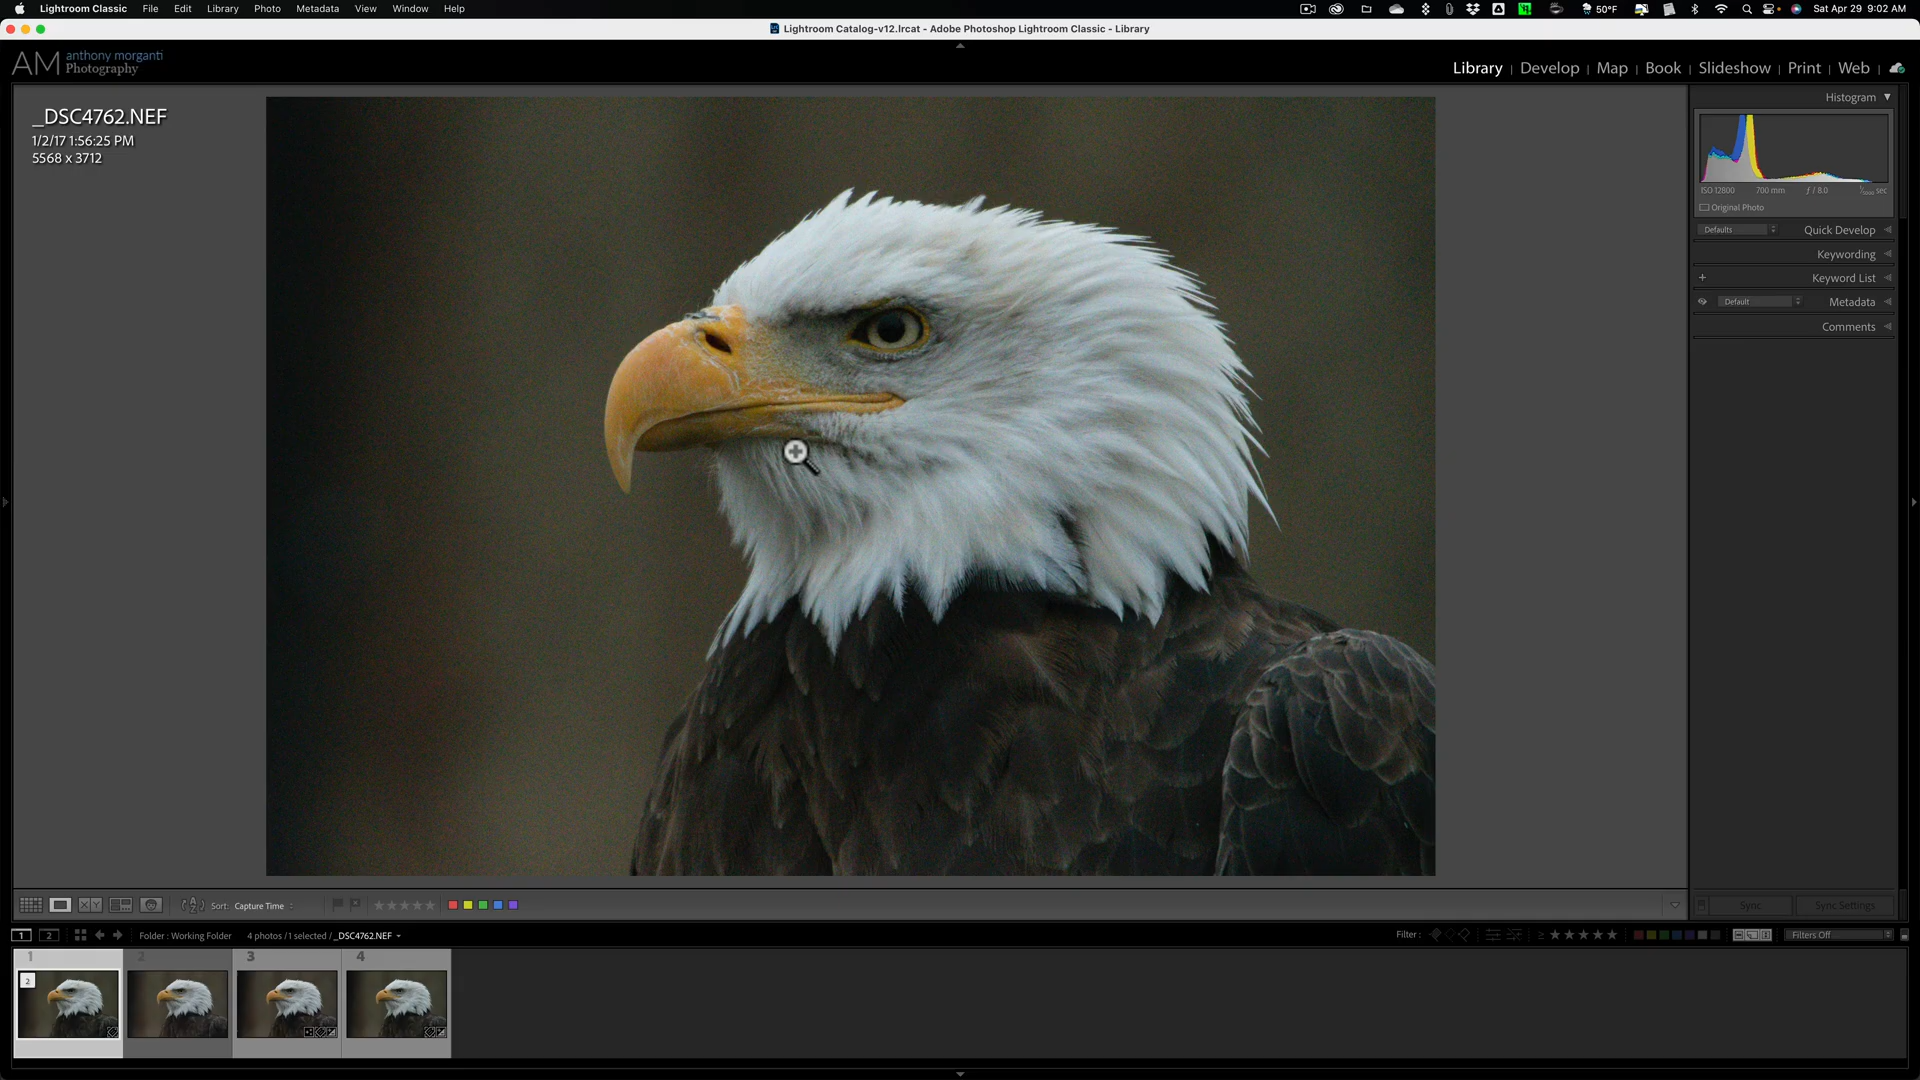 Lightroom Classic File Edit Library Photo Metadata View Window Help 50°F Sat Apr 29 9:02 AM
Lightroom Catalog-v12.lrcat - Adobe Photoshop Lightroom Classic - Library
AM anthony morganti
Photography
Library | Develop | Map | Book | Slideshow | Print | Web |
_DSC4762.NEF
1/2/17 1:56:25 PM
5568 x 3712
Histogram
ISO 12800 700 mm ƒ / 8.0 sec
Original Photo
Defaults Quick Develop
Keywording
+ Keyword List
Default Metadata
Comments
X Y Sort: Capture Time
Sync Sync Settings
1 2 Folder : Working Folder 4 photos / 1 selected / _DSC4762.NEF Filter : ≥ Filters Off
1 2 3 4
2